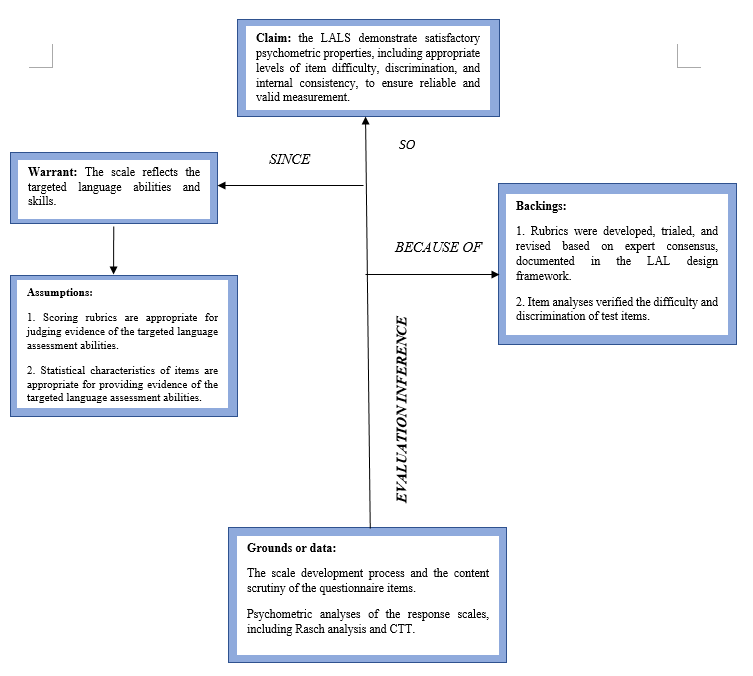 Claim: the LALS demonstrate satisfactory
psychometric properties, including appropriate
levels of item difficulty, discrimination, and
internal consistency, to ensure reliable and
valid measurement.
SO
SINCE
Warrant: The scale reflects the
targeted language abilities and
skills.
Backings:
1. Rubrics were developed, trialed, and
revised based on expert consensus,
documented in the LAL design
framework.
2. Item analyses verified the difficulty and
discrimination of test items.
BECAUSE OF
Assumptions:
1. Scoring rubrics are appropriate for
judging evidence of the targeted language
assessment abilities.
2. Statistical characteristics of items are
appropriate for providing evidence of the
targeted language assessment abilities.
EVALUATION INFERENCE
Grounds or data:
The scale development process and the content
scrutiny of the questionnaire items.
Psychometric analyses of the response scales,
including Rasch analysis and CTT.